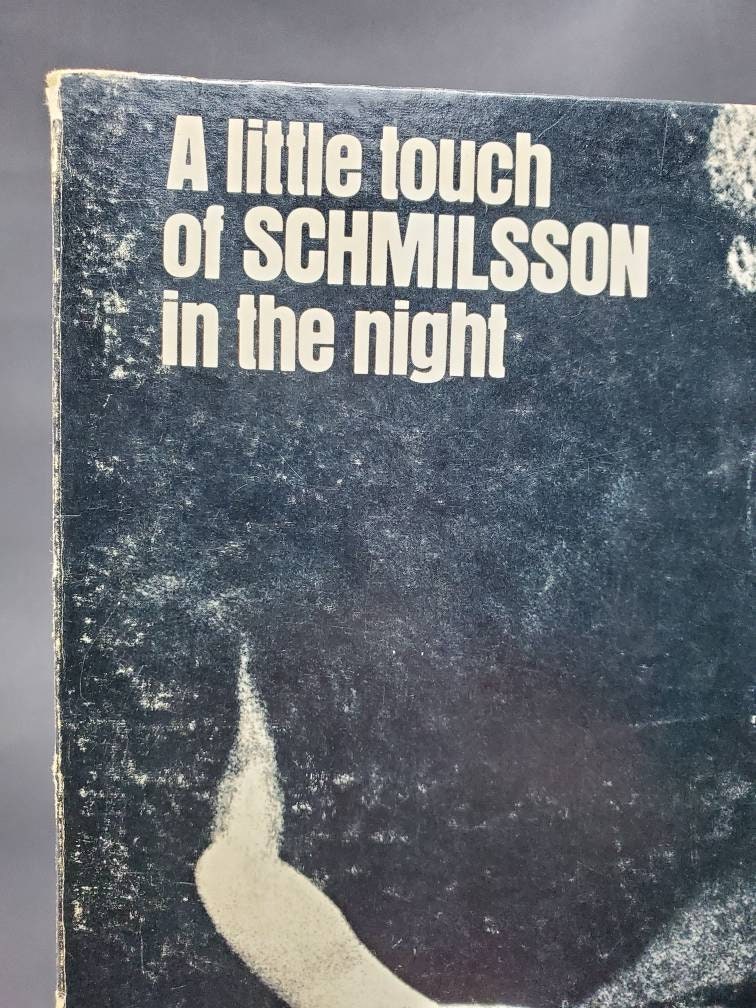 A little touch
of SCHMILSSON
in the night